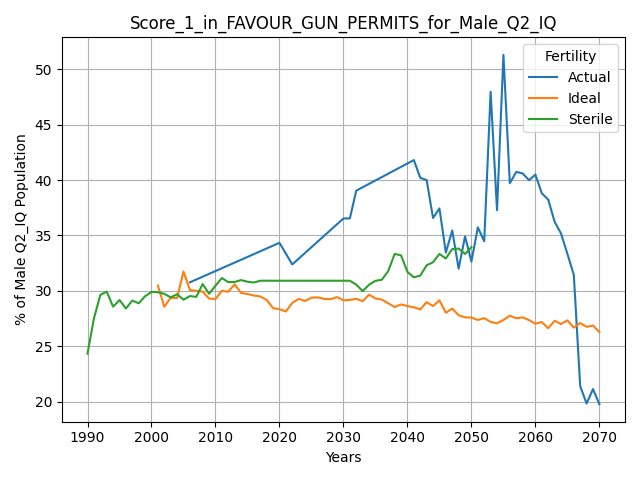 Score_1_in_FAVOUR_GUN_PERMITS_for_Male_Q2_IQ
% of Male Q2_IQ Population
50
45
40
35
30
25
20
Fertility
Actual
Ideal
Sterile
1990 2000 2010 2020 2030 2040 2050 2060 2070
Years